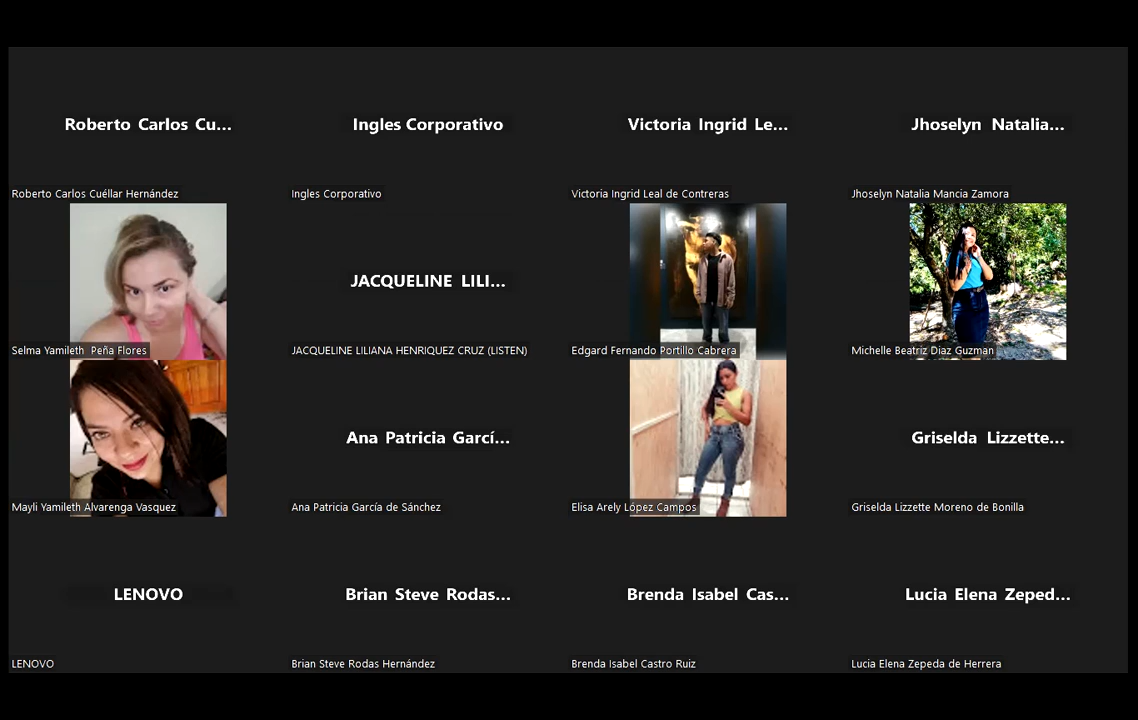 Roberto Carlos Cu...
Ingles Corporativo
Victoria Ingrid Le...
Jhoselyn Natalia...
Roberto Carlos Cuéllar Hernández
Ingles Corporativo
Victoria Ingrid Leal de Contreras
Jhoselyn Natalia Mancia Zamora
JACQUELINE LILI...
Selma Yamileth Peña Flores
JACQUELINE LILIANA HENRIQUEZ CRUZ (LISTEN)
Edgard Fernando Portillo Cabrera
Michelle Beatriz Diaz Guzman
Ana Patricia Garcí...
Griselda Lizzette...
Mayli Yamileth Alvarenga Vasquez
Ana Patricia García de Sánchez
Elisa Arely López Campos
Griselda Lizzette Moreno de Bonilla
LENOVO
Brian Steve Rodas...
Brenda Isabel Cas...
Lucia Elena Zeped...
LENOVO
Brian Steve Rodas Hernández
Brenda Isabel Castro Ruiz
Lucia Elena Zepeda de Herrera